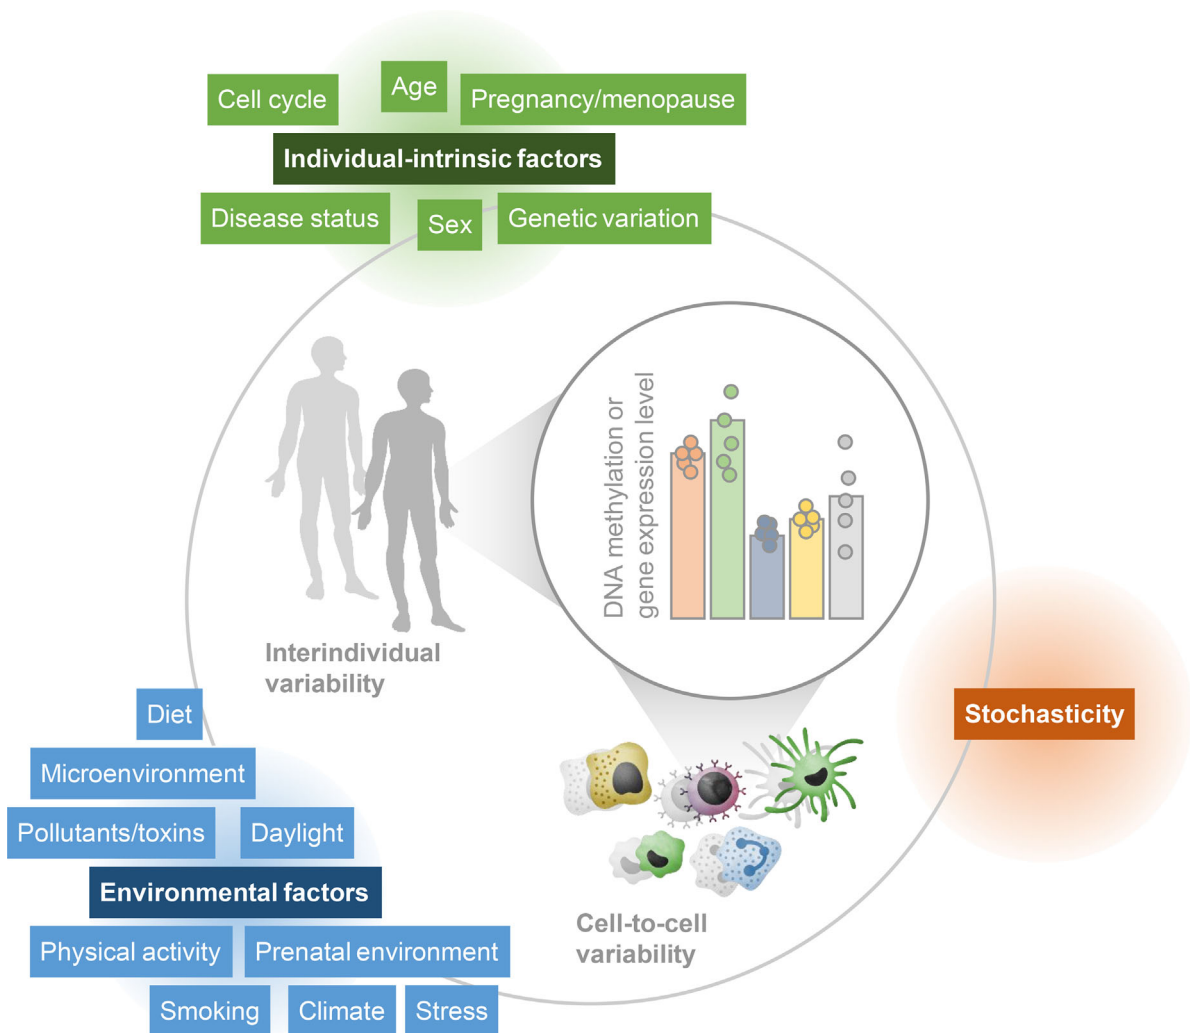 Cell cycle
Age
Pregnancy/menopause
Individual-intrinsic factors
Disease status
Sex
Genetic variation
DNA methylation or
gene expression level
Interindividual
variability
Stochasticity
Diet
Microenvironment
Pollutants/toxins
Daylight
Environmental factors
Physical activity
Prenatal environment
Smoking
Climate
Stress
Cell-to-cell
variability